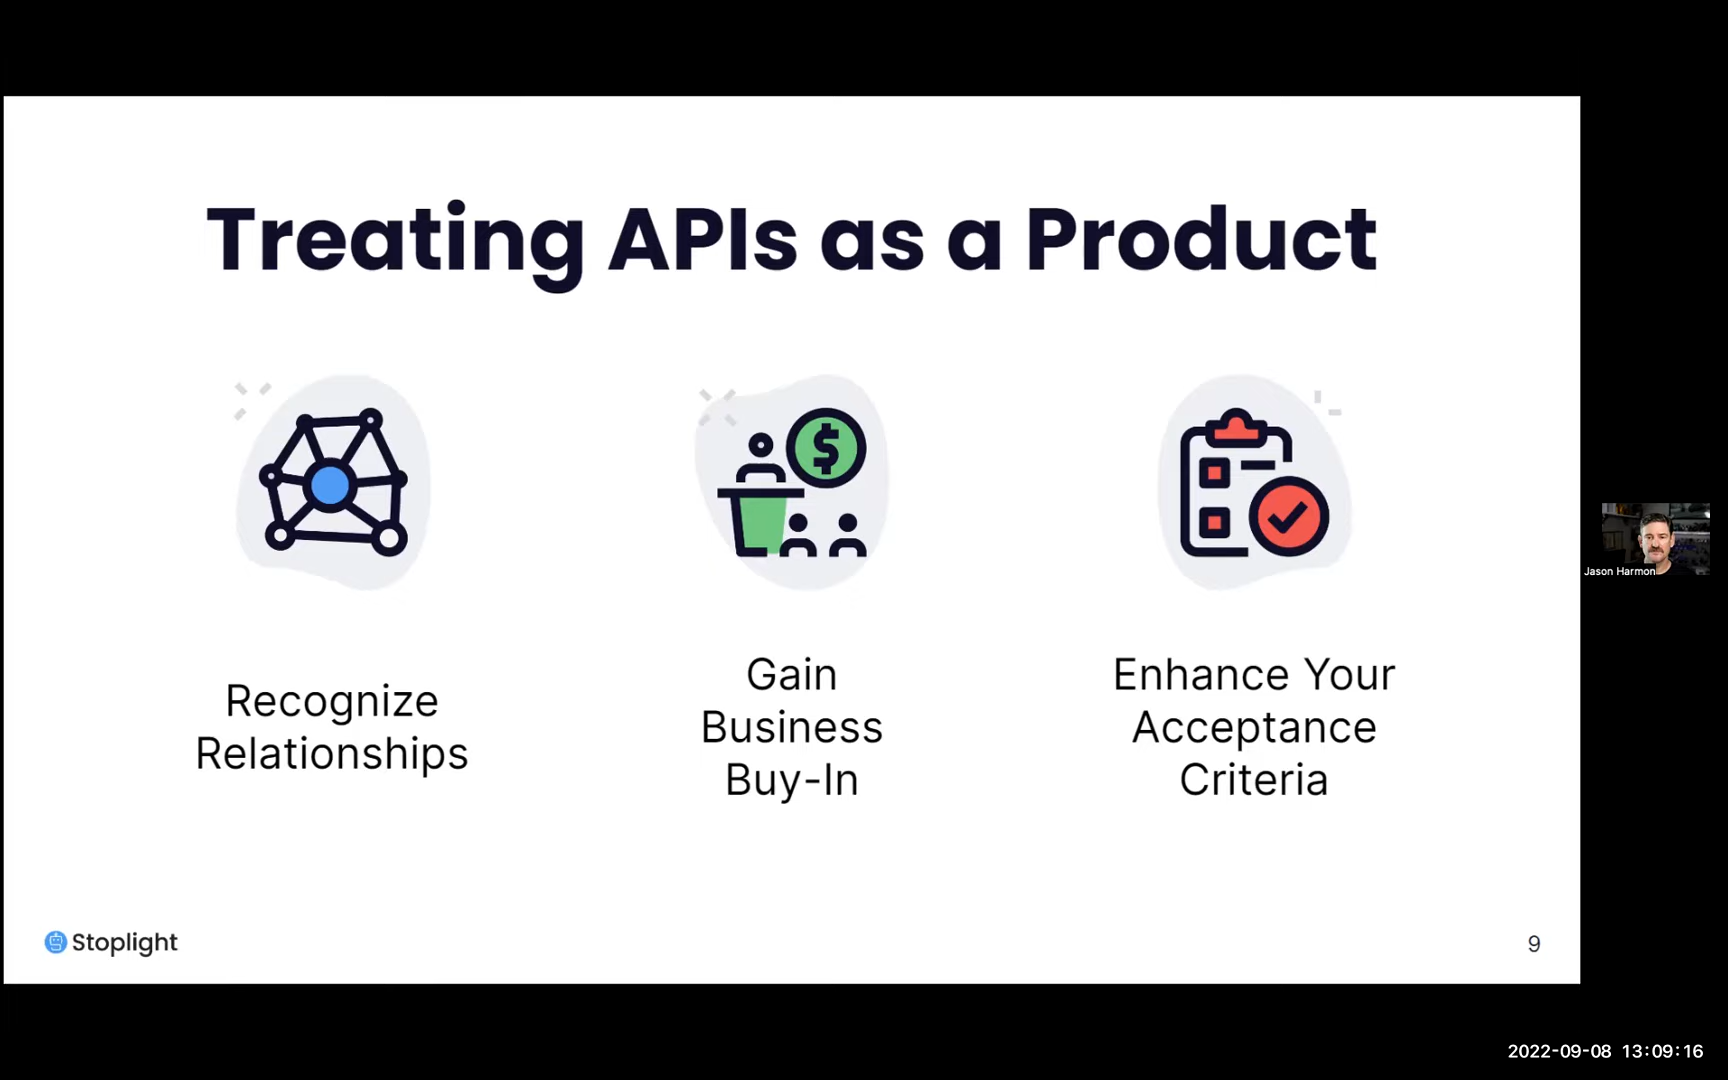 Treating APIs as a Product
$
Recognize
Relationships
Gain
Business
Buy-In
Enhance Your
Acceptance
Criteria
Stoplight
9
Jason Harmon
2022-09-08 13:09:16